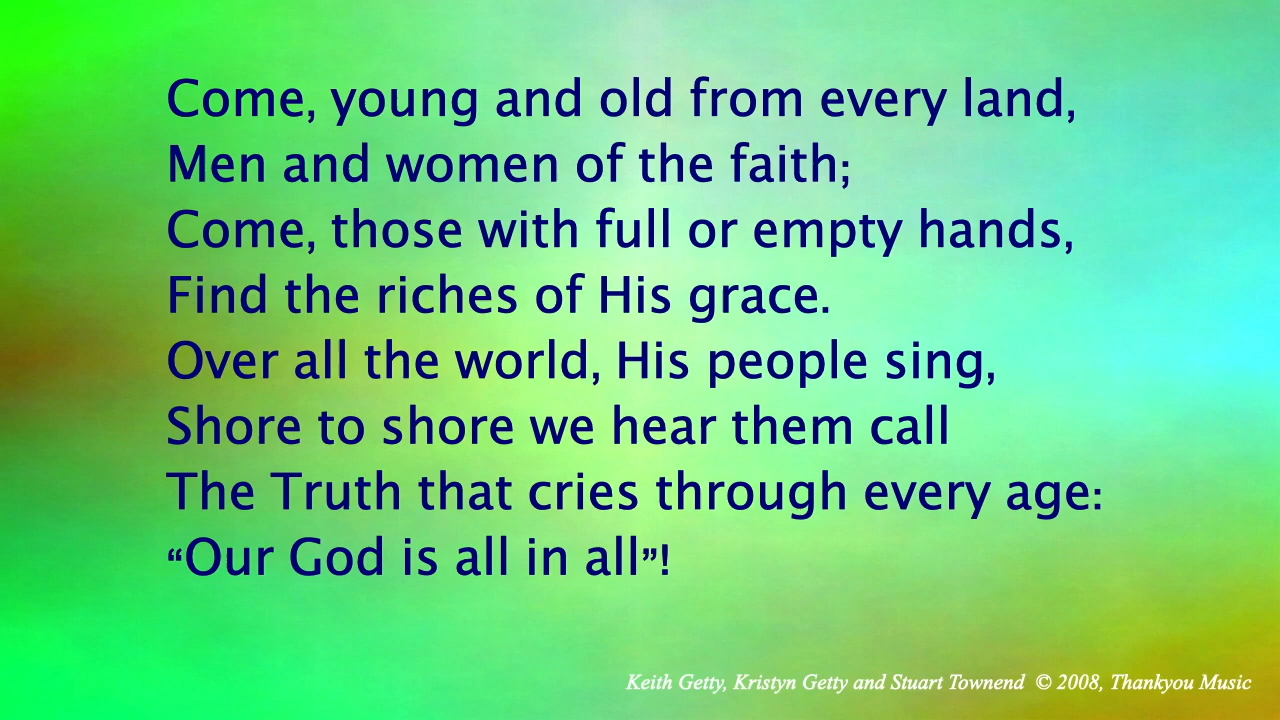 Come, young and old from every land,
Men and women of the faith;
Come, those with full or empty hands,
Find the riches of His grace.
Over all the world, His people sing,
Shore to shore we hear them call
The Truth that cries through every age:
“Our God is all in all”!
Keith Getty, Kristyn Getty and Stuart Townend © 2008, Thankyou Music